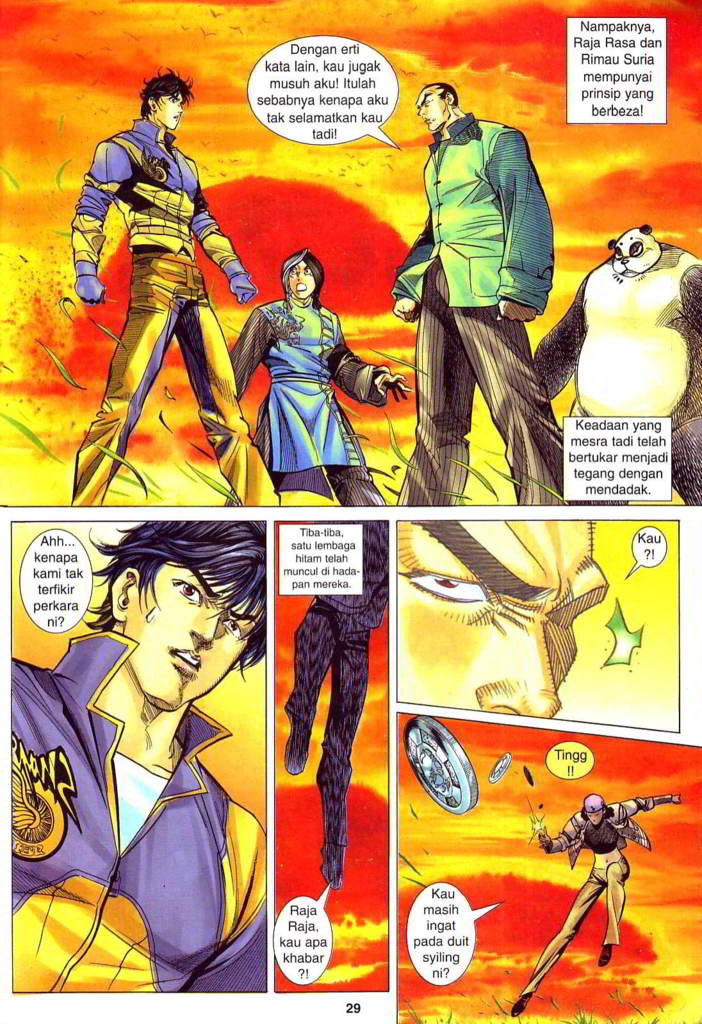 Dengan erti
kata lain, kau jugak
musuh aku! Itulah
sebabnya kenapa aku
tak selamatkan kau
tadi!
Nampaknya,
Raja Rasa dan
Rimau Suria
mempunyai
prinsip yang
berbeza!
Keadaan yang
mesra tadi telah
bertukar menjadi
tegang dengan
mendadak.
Ahh...
kenapa
kami tak
terfikir
perkara
ni?
Tiba-tiba,
satu lembaga
hitam telah
muncul di hada-
pan mereka.
Raja
Raja,
kau apa
khabar
?!
Kau
?!
Tingg
!!
Kau
masih
ingat
pada duit
syiling
ni?
29